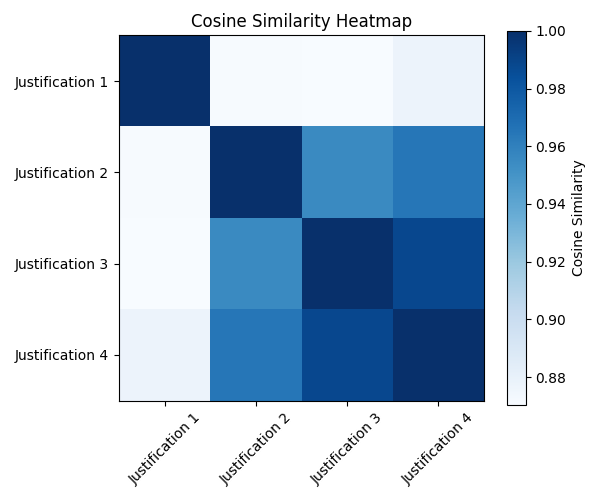 Cosine Similarity Heatmap
Justification 1
Justification 2
Justification 3
Justification 4
Justification 1
Justification 2
Justification 3
Justification 4
1.00
0.98
0.96
0.94
0.92
0.90
0.88
Cosine Similarity